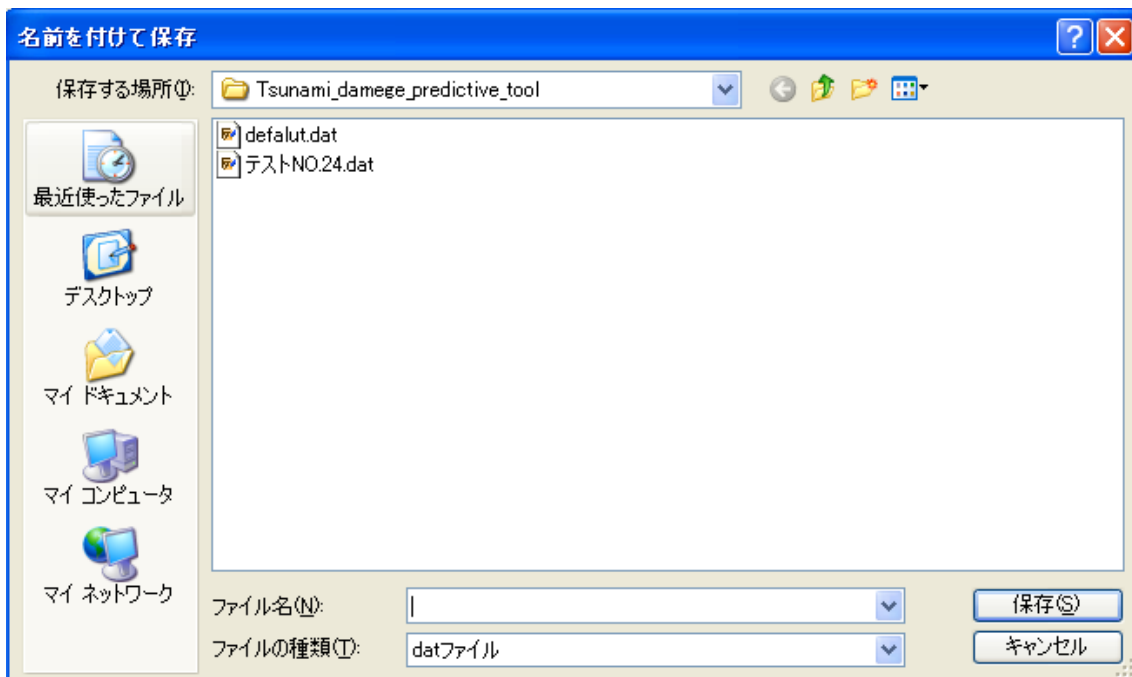 名前を付けて保存
保存する場所(I):
Tsunami_damege_predictive_tool
最近使ったファイル
デスクトップ
マイ ドキュメント
マイ コンピュータ
マイ ネットワーク
defalut.dat
テストNO.24.dat
ファイル名(N):
保存(S)
ファイルの種類(T):
datファイル
キャンセル